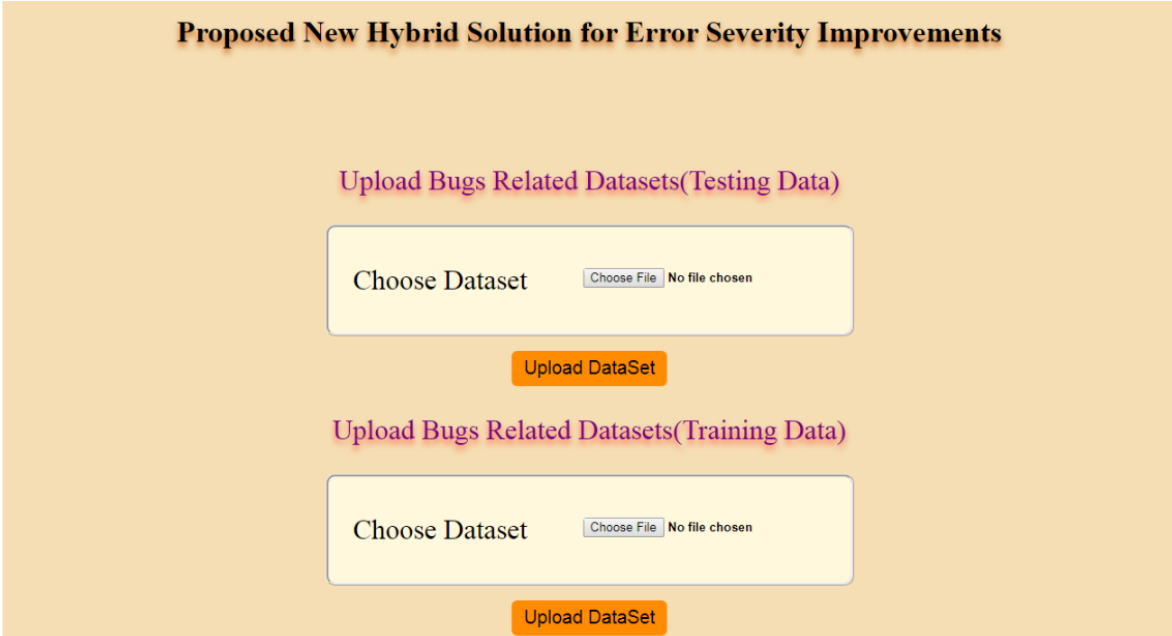 Proposed New Hybrid Solution for Error Severity Improvements
Upload Bugs Related Datasets(Testing Data)
Choose Dataset Choose File No file chosen
Upload DataSet
Upload Bugs Related Datasets(Training Data)
Choose Dataset Choose File No file chosen
Upload DataSet